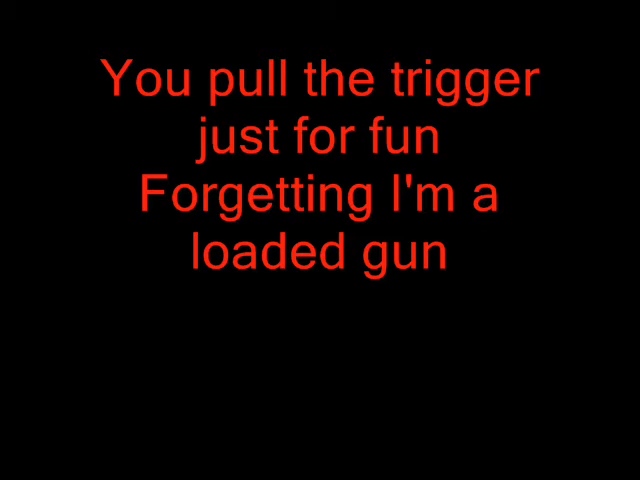 You pull the trigger
just for fun
Forgetting I'm a
loaded gun